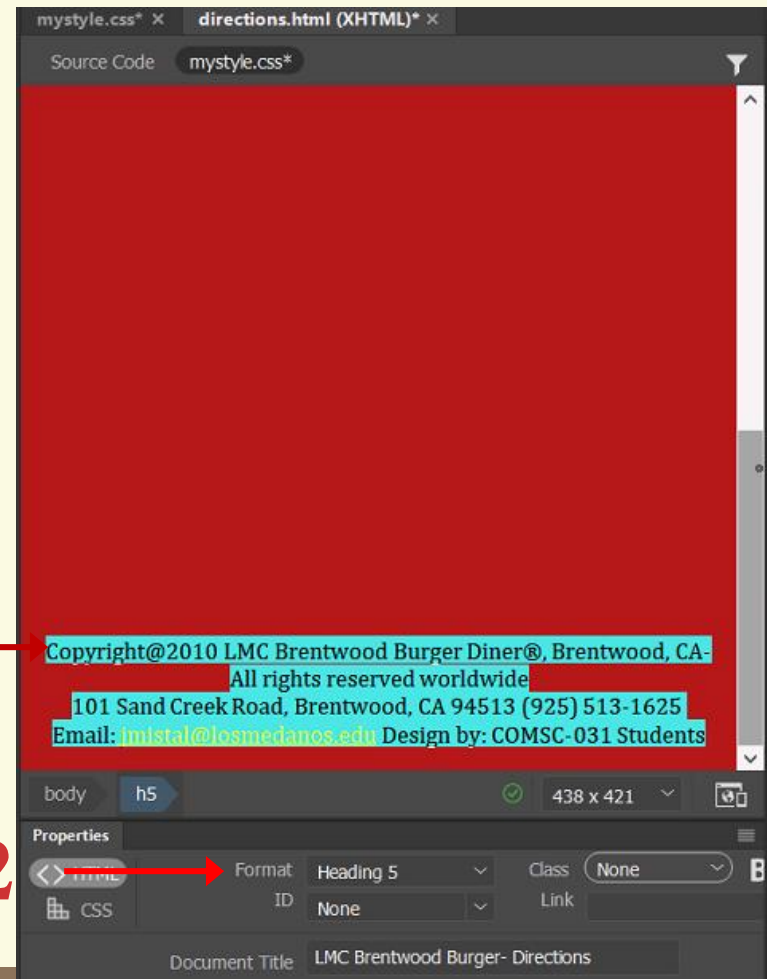 mystyle.css* × directions.html (XHTML)* ×
Source Code mystyle.css*
Copyright@2010 LMC Brentwood Burger Diner®, Brentwood, CA-
All rights reserved worldwide
101 Sand Creek Road, Brentwood, CA 94513 (925) 513-1625
Email: jmistal@losmedanos.edu Design by: COMSC-031 Students
body h5 438 x 421
Properties
2
<> HTML Format Heading 5 Class None B
CSS ID None Link
Document Title LMC Brentwood Burger- Directions